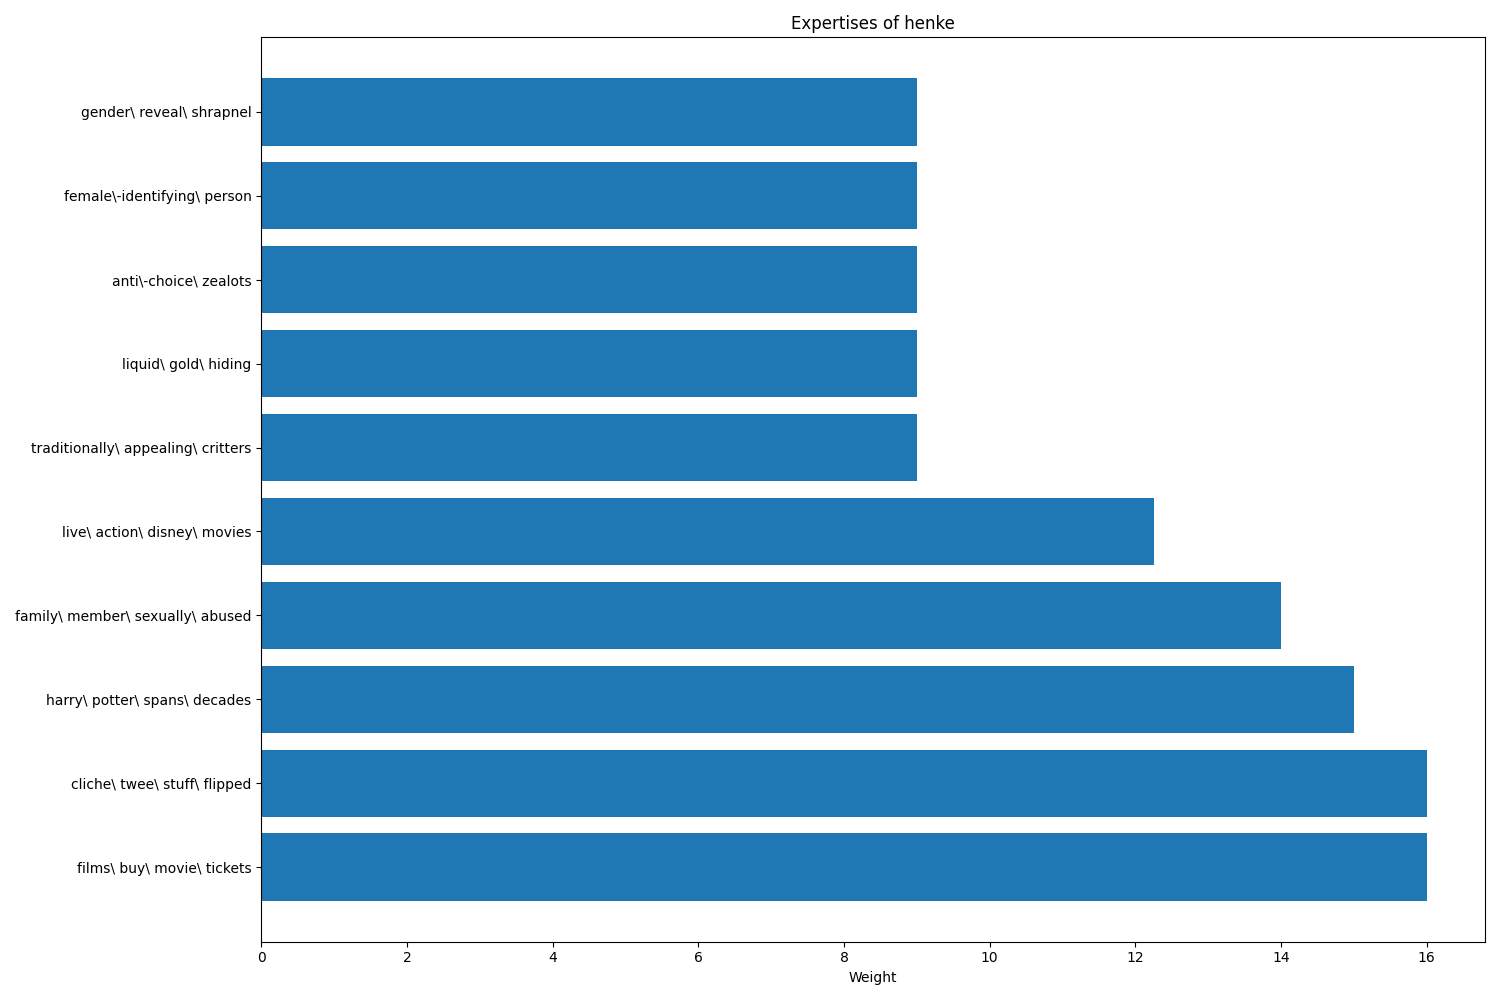 Expertises of henke
gender\ reveal\ shrapnel
female\-identifying\ person
anti\-choice\ zealots
liquid\ gold\ hiding
traditionally\ appealing\ critters
live\ action\ disney\ movies
family\ member\ sexually\ abused
harry\ potter\ spans\ decades
cliche\ twee\ stuff\ flipped
films\ buy\ movie\ tickets
0 2 4 6 8 10 12 14 16
Weight